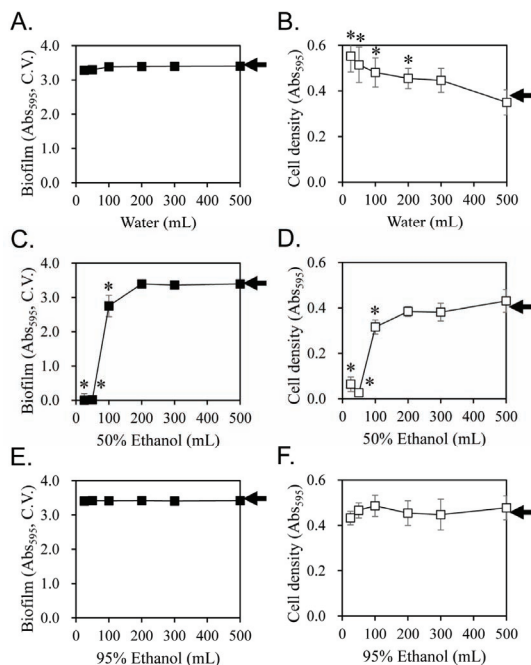 A.
Biofilm (Abs595, C.V.)
4.0
3.0
2.0
1.0
0.0
0 100 200 300 400 500
Water (mL)
B.
Cell density (Abs595)
0.6
0.4
0.2
0.0
* * * *
0 100 200 300 400 500
Water (mL)
C.
Biofilm (Abs595, C.V.)
4.0
3.0
2.0
1.0
0.0
* * *
0 100 200 300 400 500
50% Ethanol (mL)
D.
Cell density (Abs595)
0.6
0.4
0.2
0.0
* * *
0 100 200 300 400 500
50% Ethanol (mL)
E.
Biofilm (Abs595, C.V.)
4.0
3.0
2.0
1.0
0.0
0 100 200 300 400 500
95% Ethanol (mL)
F.
Cell density (Abs595)
0.6
0.4
0.2
0.0
0 100 200 300 400 500
95% Ethanol (mL)